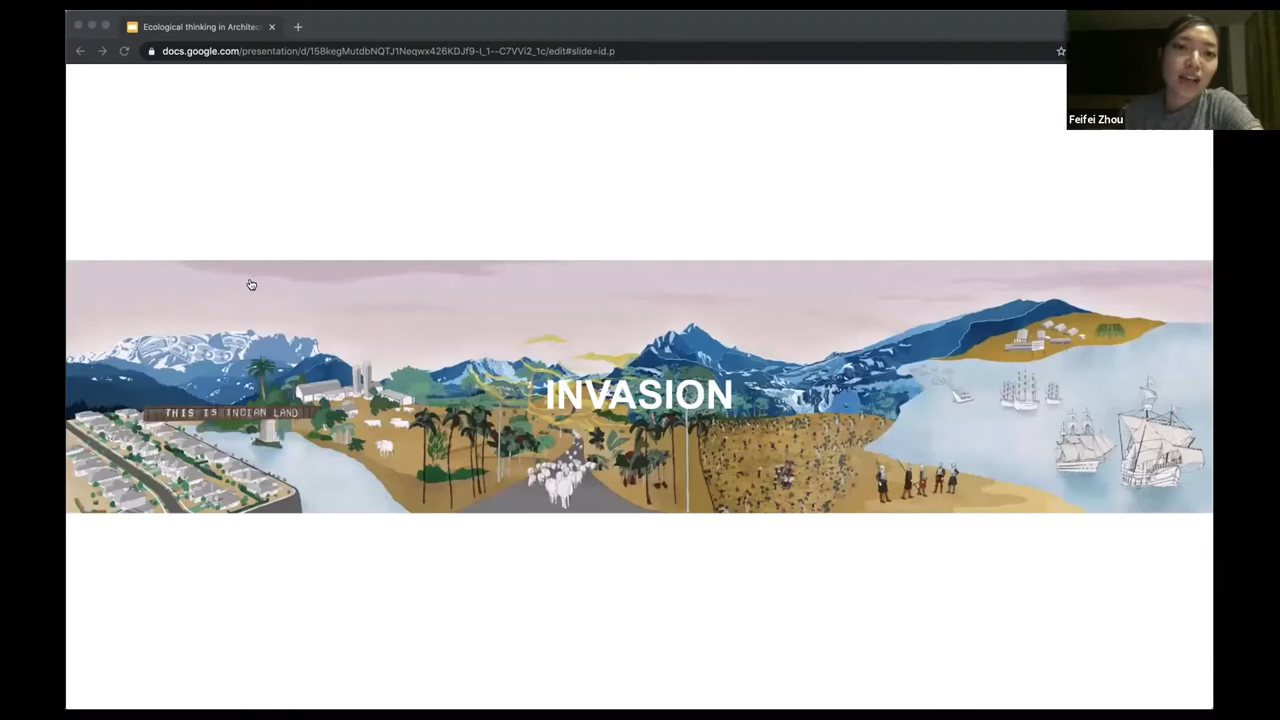 Ecological thinking in Architec
docs.google.com/presentation/d/158kegMutdbNQTJ1Neqwx426KDJf9-I_1--C7VVi2_1c/edit#slide=id.p
Feifei Zhou
INVASION
THIS IS INDIAN LAND